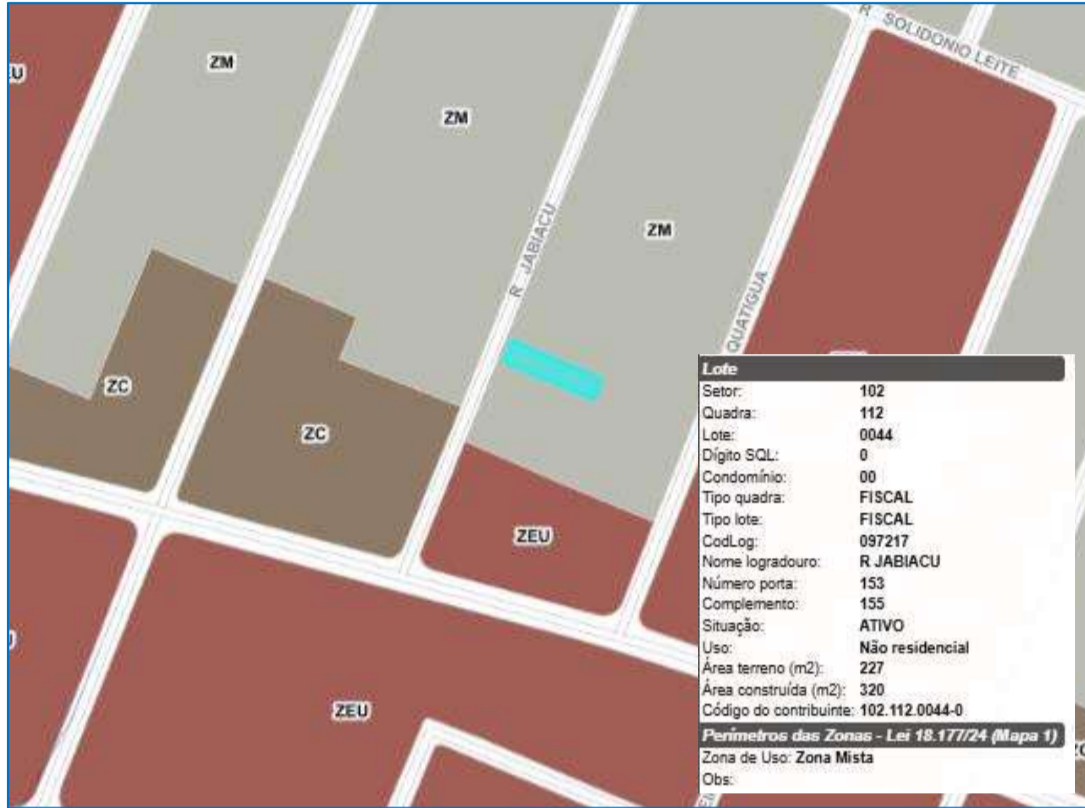 R SOLIDONIO LEITE
ZM
ZM
ZM
R JABIACU
QUATIGUA
ZC
ZC
ZEU
ZEU
Lote
Setor: 102
Quadra: 112
Lote: 0044
Dígito SQL: 0
Condomínio: 00
Tipo quadra: FISCAL
Tipo lote: FISCAL
CodLog: 097217
Nome logradouro: R JABIACU
Número porta: 153
Complemento: 155
Situação: ATIVO
Uso: Não residencial
Área terreno (m2): 227
Área construída (m2): 320
Código do contribuinte: 102.112.0044-0
Perímetros das Zonas - Lei 18.177/24 (Mapa 1)
Zona de Uso: Zona Mista
Obs: